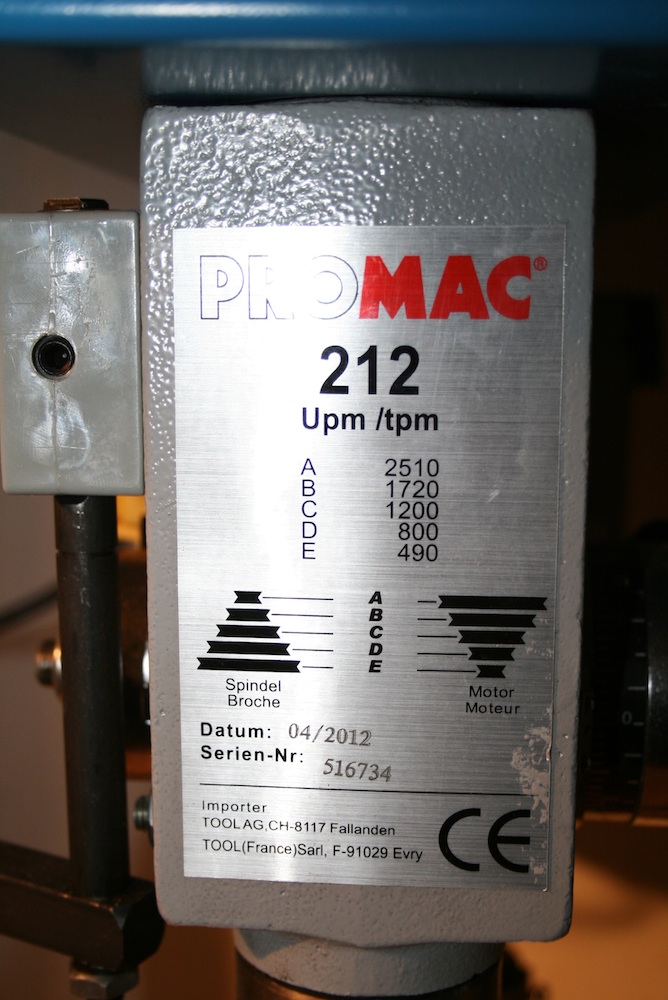 PROMAC®
212
Upm /tpm
A 2510
B 1720
C 1200
D 800
E 490
A
B
C
D
E
Spindel
Broche
Motor
Moteur
Datum: 04/2012
Serien-Nr: 516734
Importer
TOOL AG,CH-8117 Fallanden
TOOL(France)Sarl, F-91029 Evry
CE
0